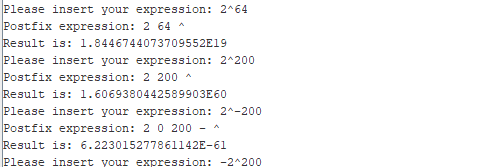 Please insert your expression: 2^64
Postfix expression: 2 64 ^
Result is: 1.8446744073709552E19
Please insert your expression: 2^200
Postfix expression: 2 200 ^
Result is: 1.6069380442589903E60
Please insert your expression: 2^-200
Postfix expression: 2 0 200 - ^
Result is: 6.223015277861142E-61
Please insert your expression: -2^200